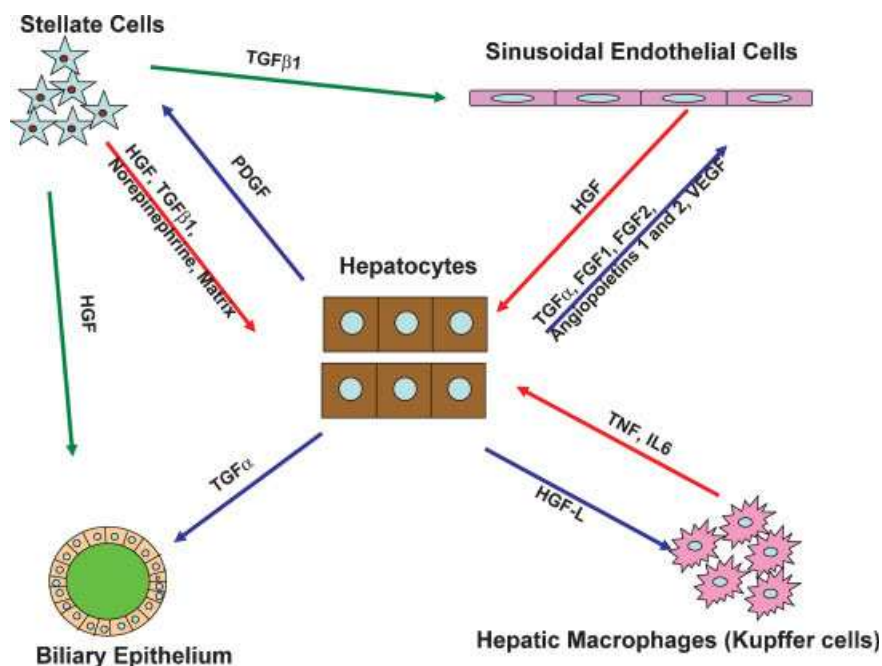 Stellate Cells
TGFβ1
Sinusoidal Endothelial Cells
PDGF
HGF, TGFβ1,
Norepinephrine, Matrix
HGF
TGFα, FGF1, FGF2,
Angiopoietins 1 and 2, VEGF
Hepatocytes
HGF
TNF, IL6
TGFα
HGF-L
Biliary Epithelium
Hepatic Macrophages (Kupffer cells)